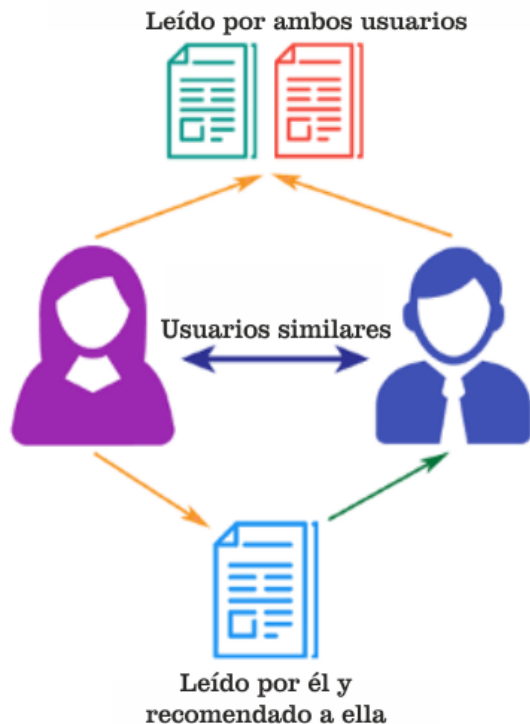 Leído por ambos usuarios
Usuarios similares
Leído por él y
recomendado a ella